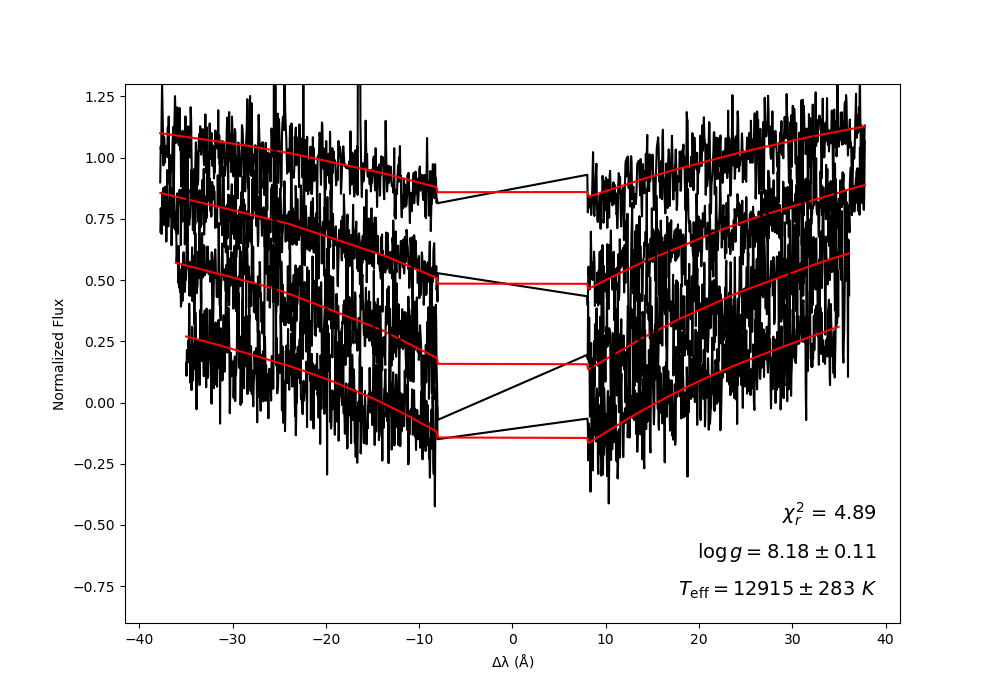 1.25
1.00
0.75
0.50
0.25
0.00
−0.25
−0.50
−0.75
Normalized Flux
χ²ᵣ = 4.89
log g = 8.18 ± 0.11
T_eff = 12915 ± 283 K
−40 −30 −20 −10 0 10 20 30 40
Δλ (Å)